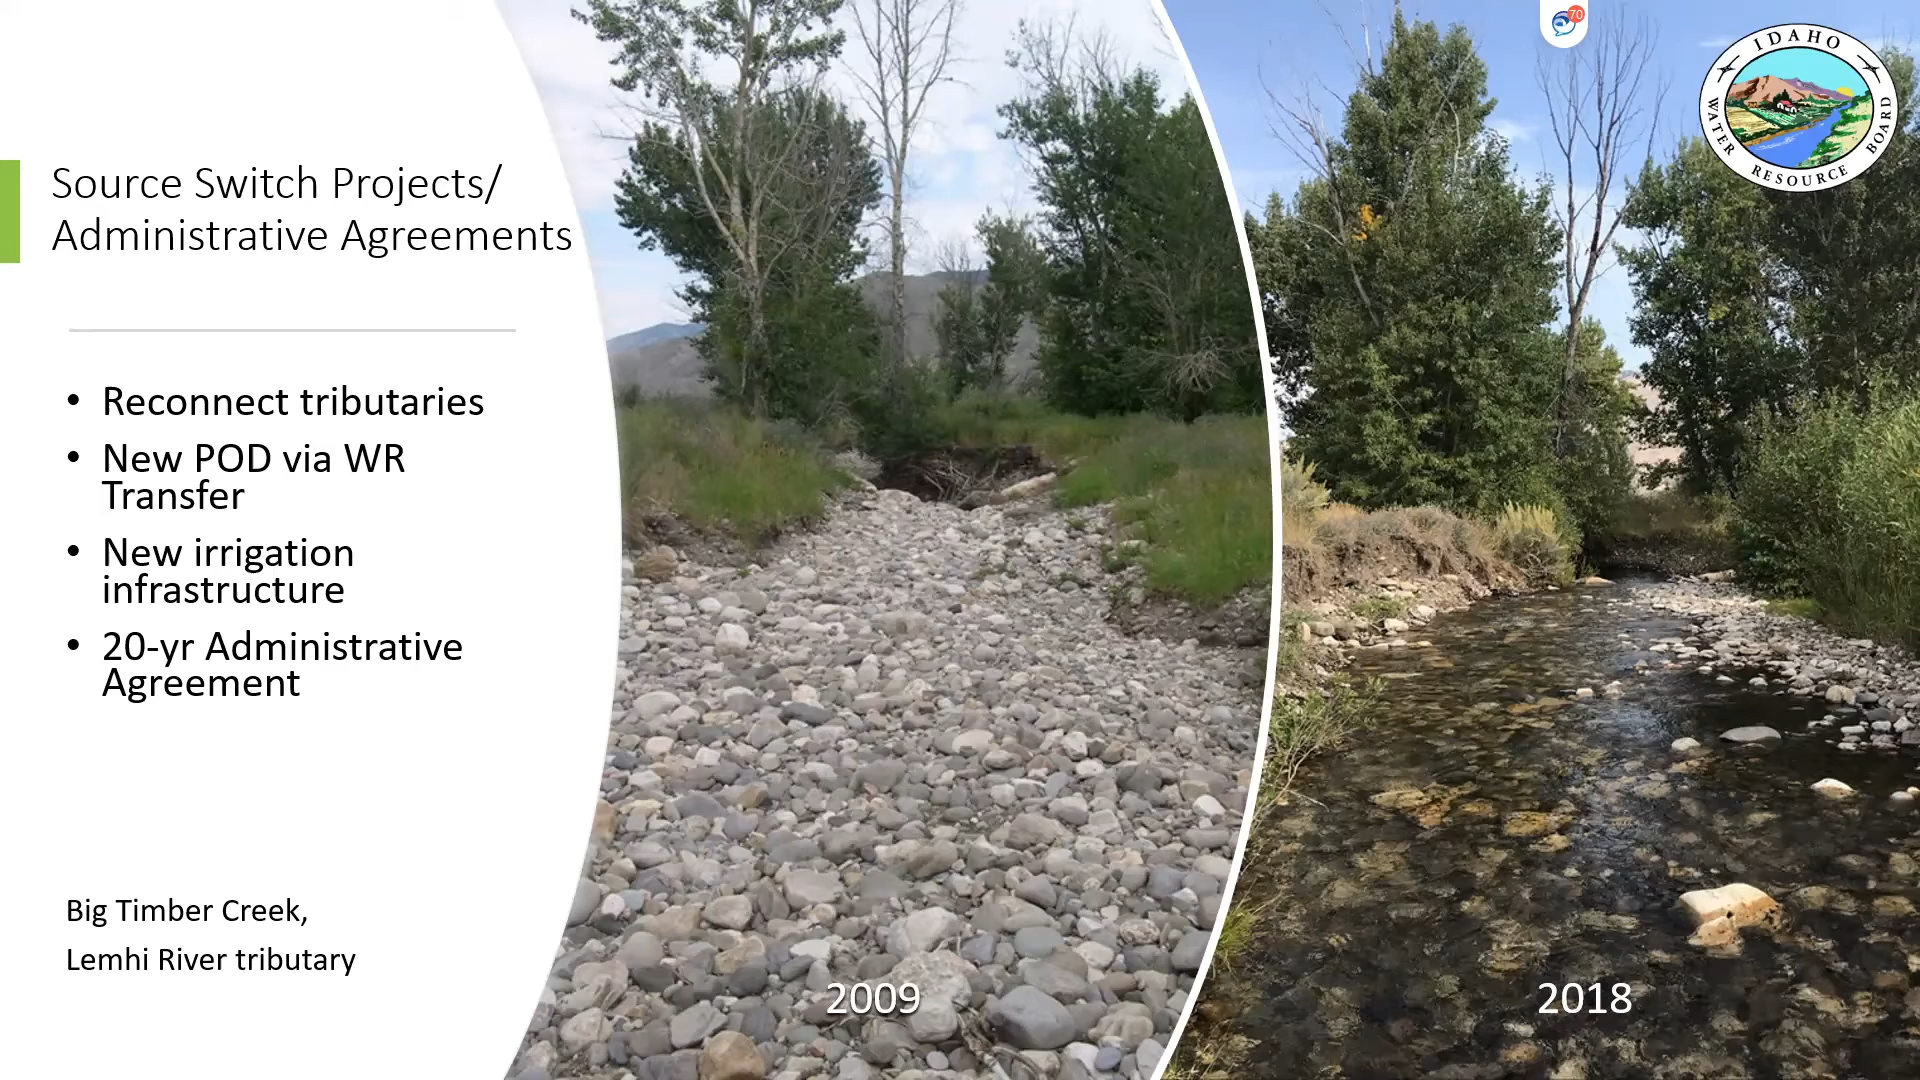 Source Switch Projects/
Administrative Agreements
• Reconnect tributaries
• New POD via WR
Transfer
• New irrigation
infrastructure
• 20-yr Administrative
Agreement
Big Timber Creek,
Lemhi River tributary
2009
2018
70
IDAHO
WATER RESOURCE BOARD